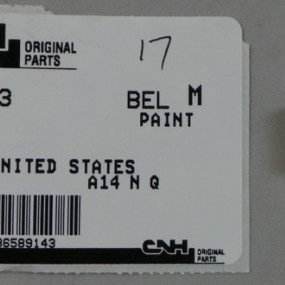 ORIGINAL
PARTS
17
3
BEL M
PAINT
NITED STATES
A14 N Q
86589143
CNH ORIGINAL
PARTS